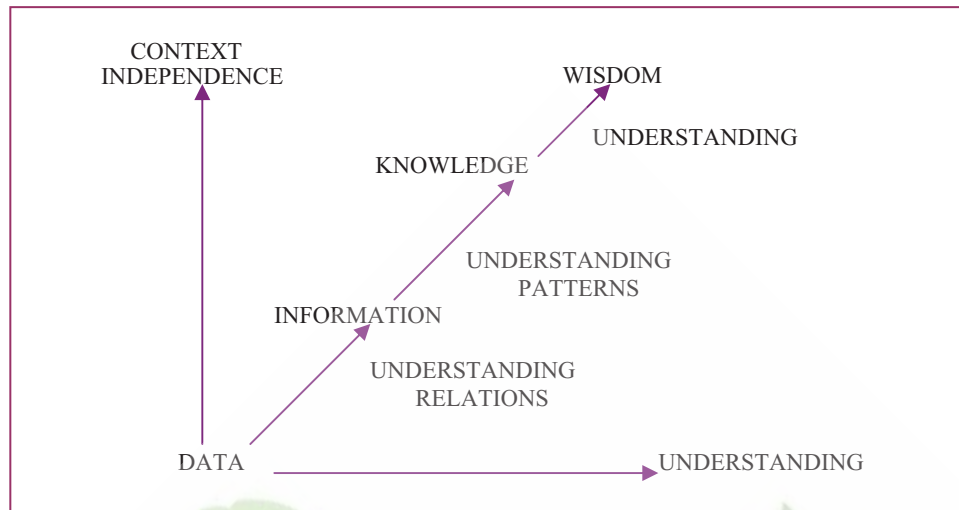 CONTEXT
INDEPENDENCE
WISDOM
UNDERSTANDING
KNOWLEDGE
UNDERSTANDING
PATTERNS
INFORMATION
UNDERSTANDING
RELATIONS
DATA
UNDERSTANDING